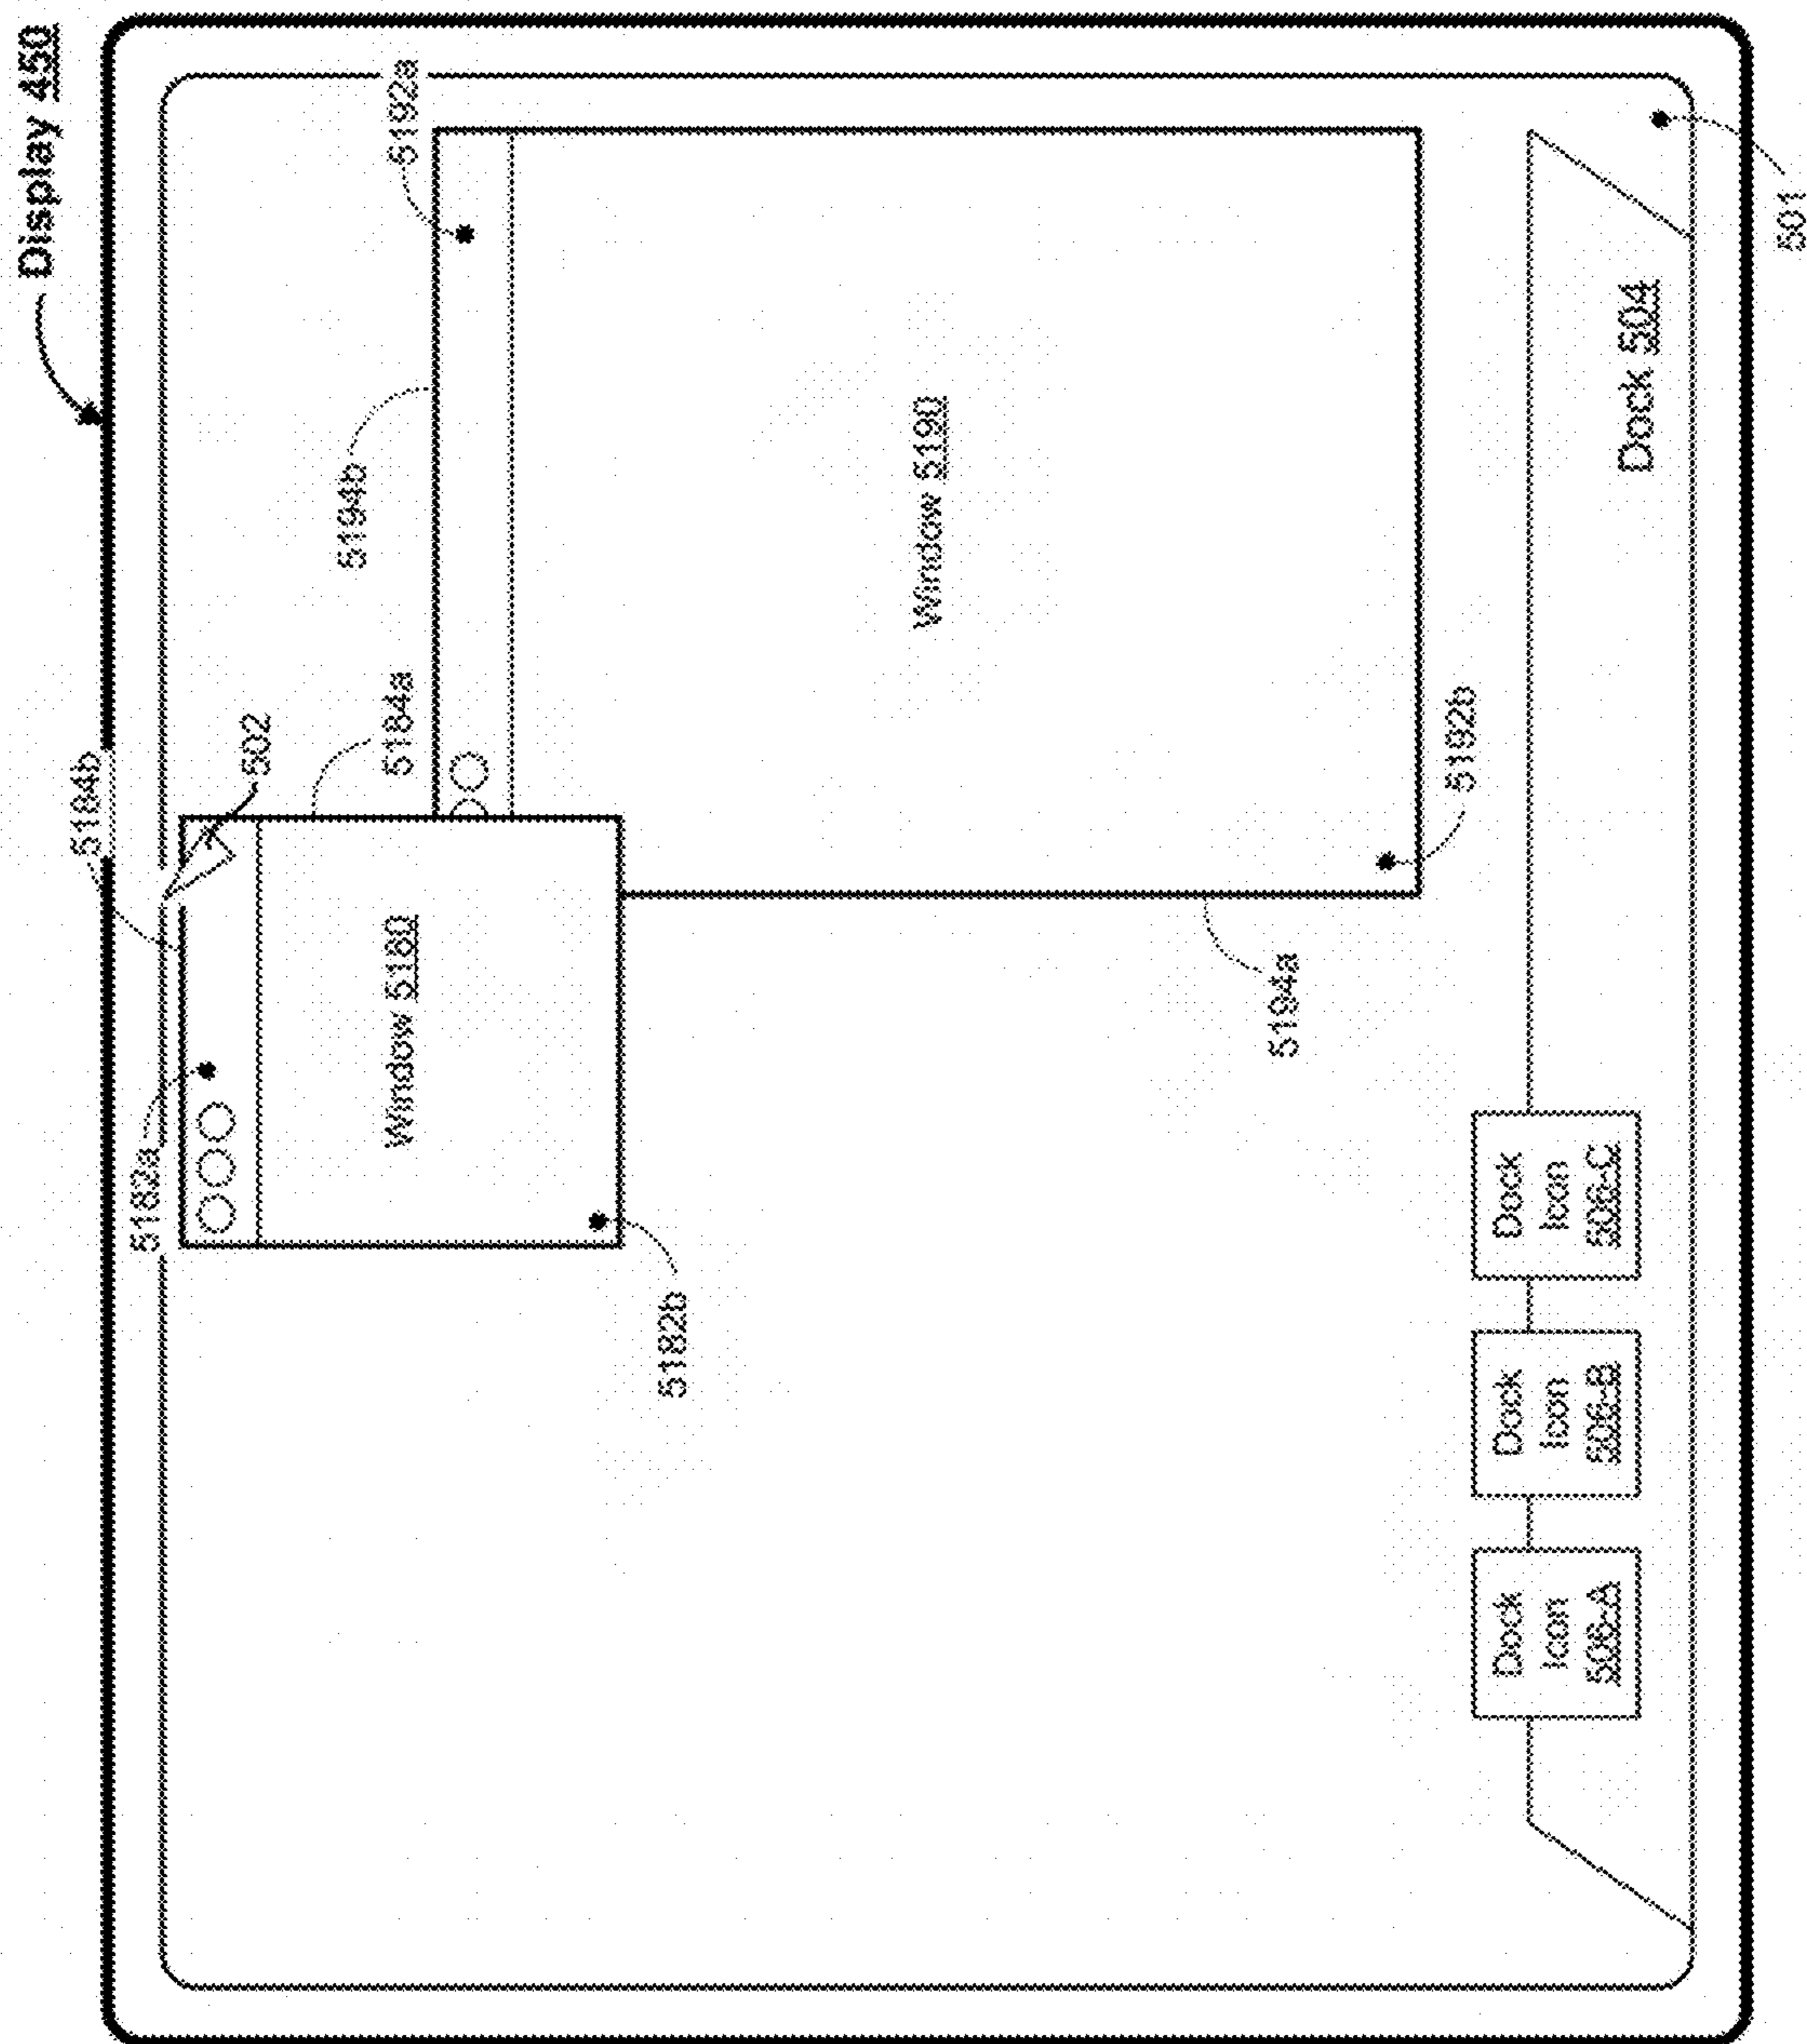 Display 450
5184b
5182a
502
5194b
Window 5180
5184a
5192a
5182b
Window 5190
5194a
5192b
Dock
Icon
506-A
Dock
Icon
506-B
Dock
Icon
506-C
Dock 504
501